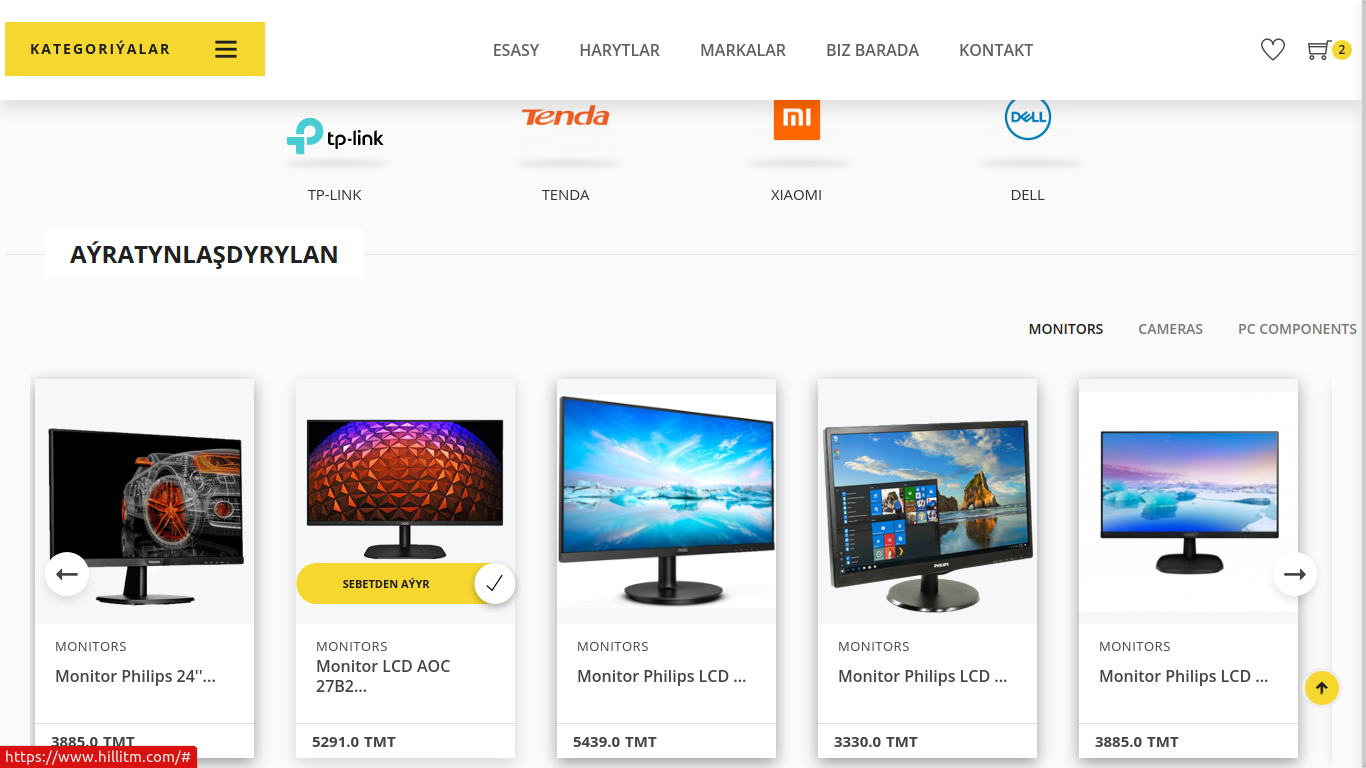 KATEGORIÝALAR
ESASY
HARYTLAR
MARKALAR
BIZ BARADA
KONTAKT
2
tp-link
Tenda
mi
DELL
TP-LINK
TENDA
XIAOMI
DELL
AÝRATYNLAŞDYRYLAN
MONITORS
CAMERAS
PC COMPONENTS
SEBETDEN AÝYR
PHILIPS
MONITORS
Monitor Philips 24''...
3885.0 TMT
MONITORS
Monitor LCD AOC
27B2...
5291.0 TMT
MONITORS
Monitor Philips LCD ...
5439.0 TMT
MONITORS
Monitor Philips LCD ...
3330.0 TMT
MONITORS
Monitor Philips LCD ...
3885.0 TMT
https://www.hillitm.com/#